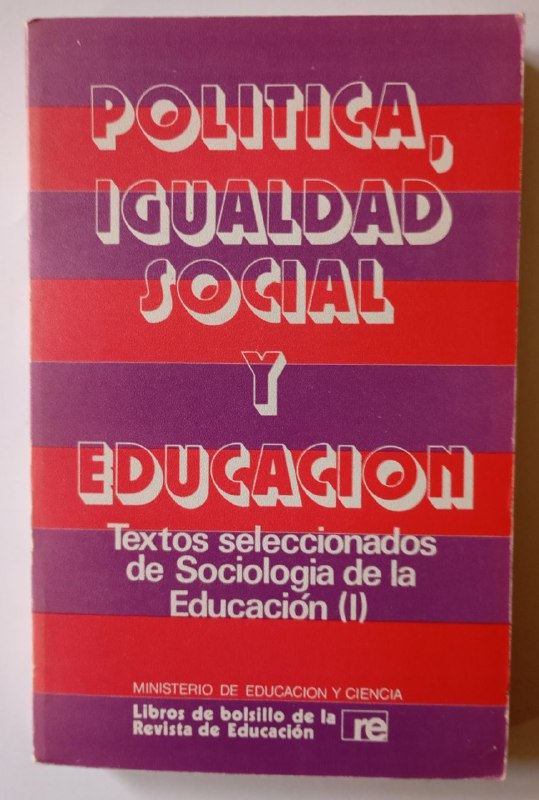 POLITICA,
IGUALDAD
SOCIAL
Y
EDUCACION
Textos seleccionados
de Sociologia de la
Educación (I)
MINISTERIO DE EDUCACION Y CIENCIA
Libros de bolsillo de la
Revista de Educación
re